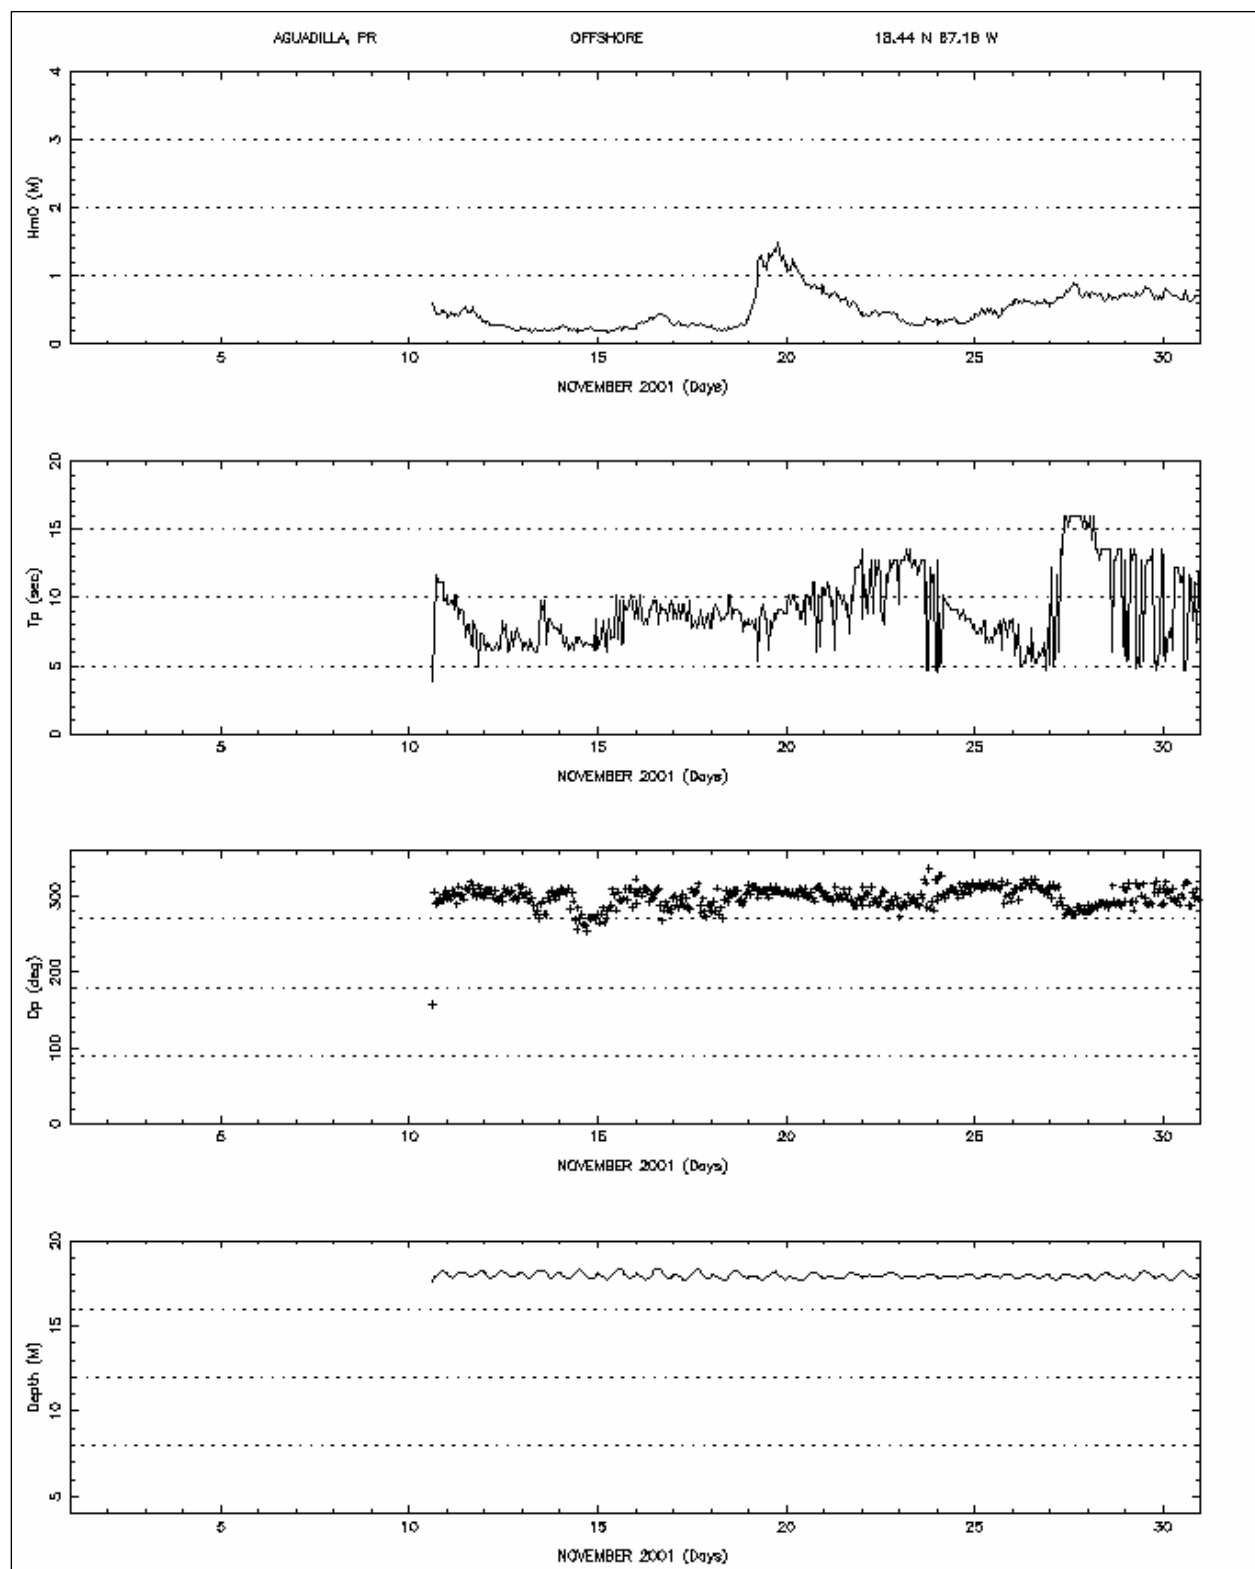 AGUADILLA, PR OFFSHORE 18.44 N 67.18 W
4
3
2
1
0
Hm0 (M)
5 10 15 20 25 30
NOVEMBER 2001 (Days)
20
15
10
5
0
Tp (sec)
5 10 15 20 25 30
NOVEMBER 2001 (Days)
300
200
100
0
Dp (deg)
5 10 15 20 25 30
NOVEMBER 2001 (Days)
20
15
10
5
Depth (M)
5 10 15 20 25 30
NOVEMBER 2001 (Days)